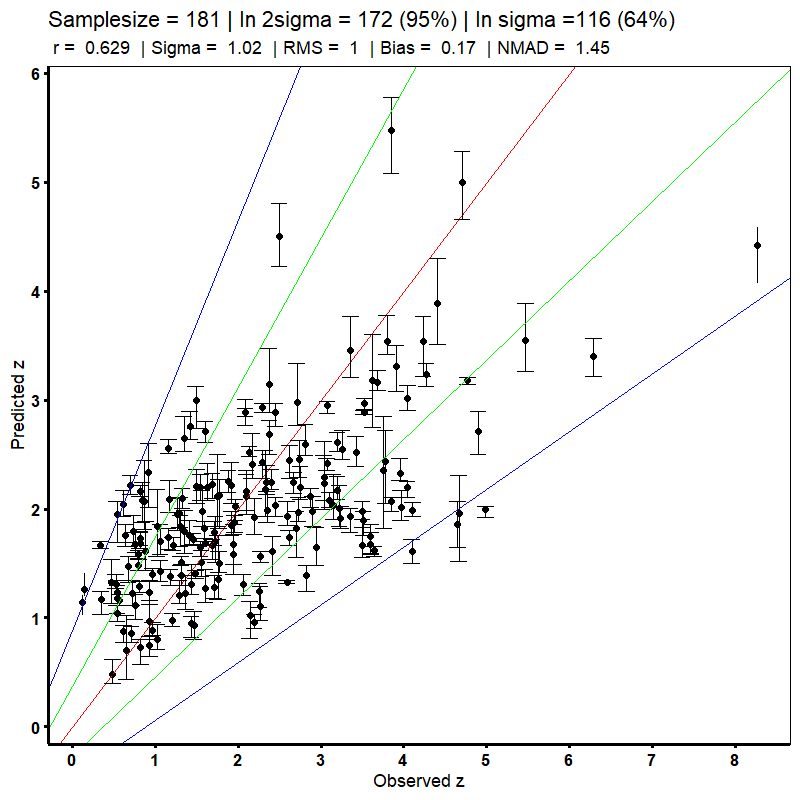 Samplesize = 181 | In 2sigma = 172 (95%) | In sigma =116 (64%)
r = 0.629 | Sigma = 1.02 | RMS = 1 | Bias = 0.17 | NMAD = 1.45
6
5
4
3
2
1
0
Predicted z
0 1 2 3 4 5 6 7 8
Observed z